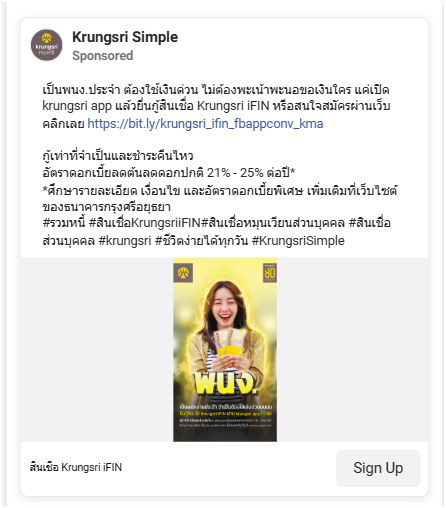 Krungsri Simple
Sponsored
เป็นพนง.ประจำ ต้องใช้เงินด่วน ไม่ต้องพะเน้าพะนอขอเงินใคร แค่เปิด
krungsri app แล้วยื่นกู้สินเชื่อ Krungsri iFIN หรือสนใจสมัครผ่านเว็บ
คลิกเลย https://bit.ly/krungsri_ifin_fbappconv_kma
กู้เท่าที่จำเป็นและชำระคืนไหว
อัตราดอกเบี้ยลดต้นลดดอกปกติ 21% - 25% ต่อปี*
*ศึกษารายละเอียด เงื่อนไข และอัตราดอกเบี้ยพิเศษ เพิ่มเติมที่เว็บไซต์
ของธนาคารกรุงศรีอยุธยา
#รวมหนี้ #สินเชื่อKrungsriiFIN#สินเชื่อหมุนเวียนส่วนบุคคล #สินเชื่อ
ส่วนบุคคล #krungsri #ชีวิตง่ายได้ทุกวัน #KrungsriSimple
พนง.
สินเชื่อ Krungsri iFIN
Sign Up